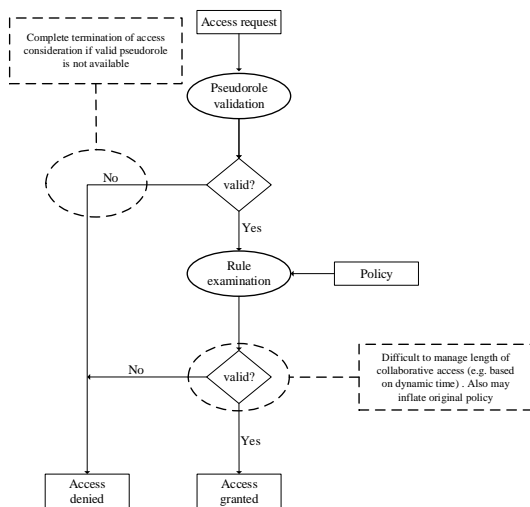 Access request
Complete termination of access
consideration if valid pseudorole
is not available
Pseudorole
validation
No
valid?
Yes
Rule
examination
Policy
No
valid?
Difficult to manage length of
collaborative access (e.g. based
on dynamic time) . Also may
inflate original policy
Yes
Access
denied
Access
granted